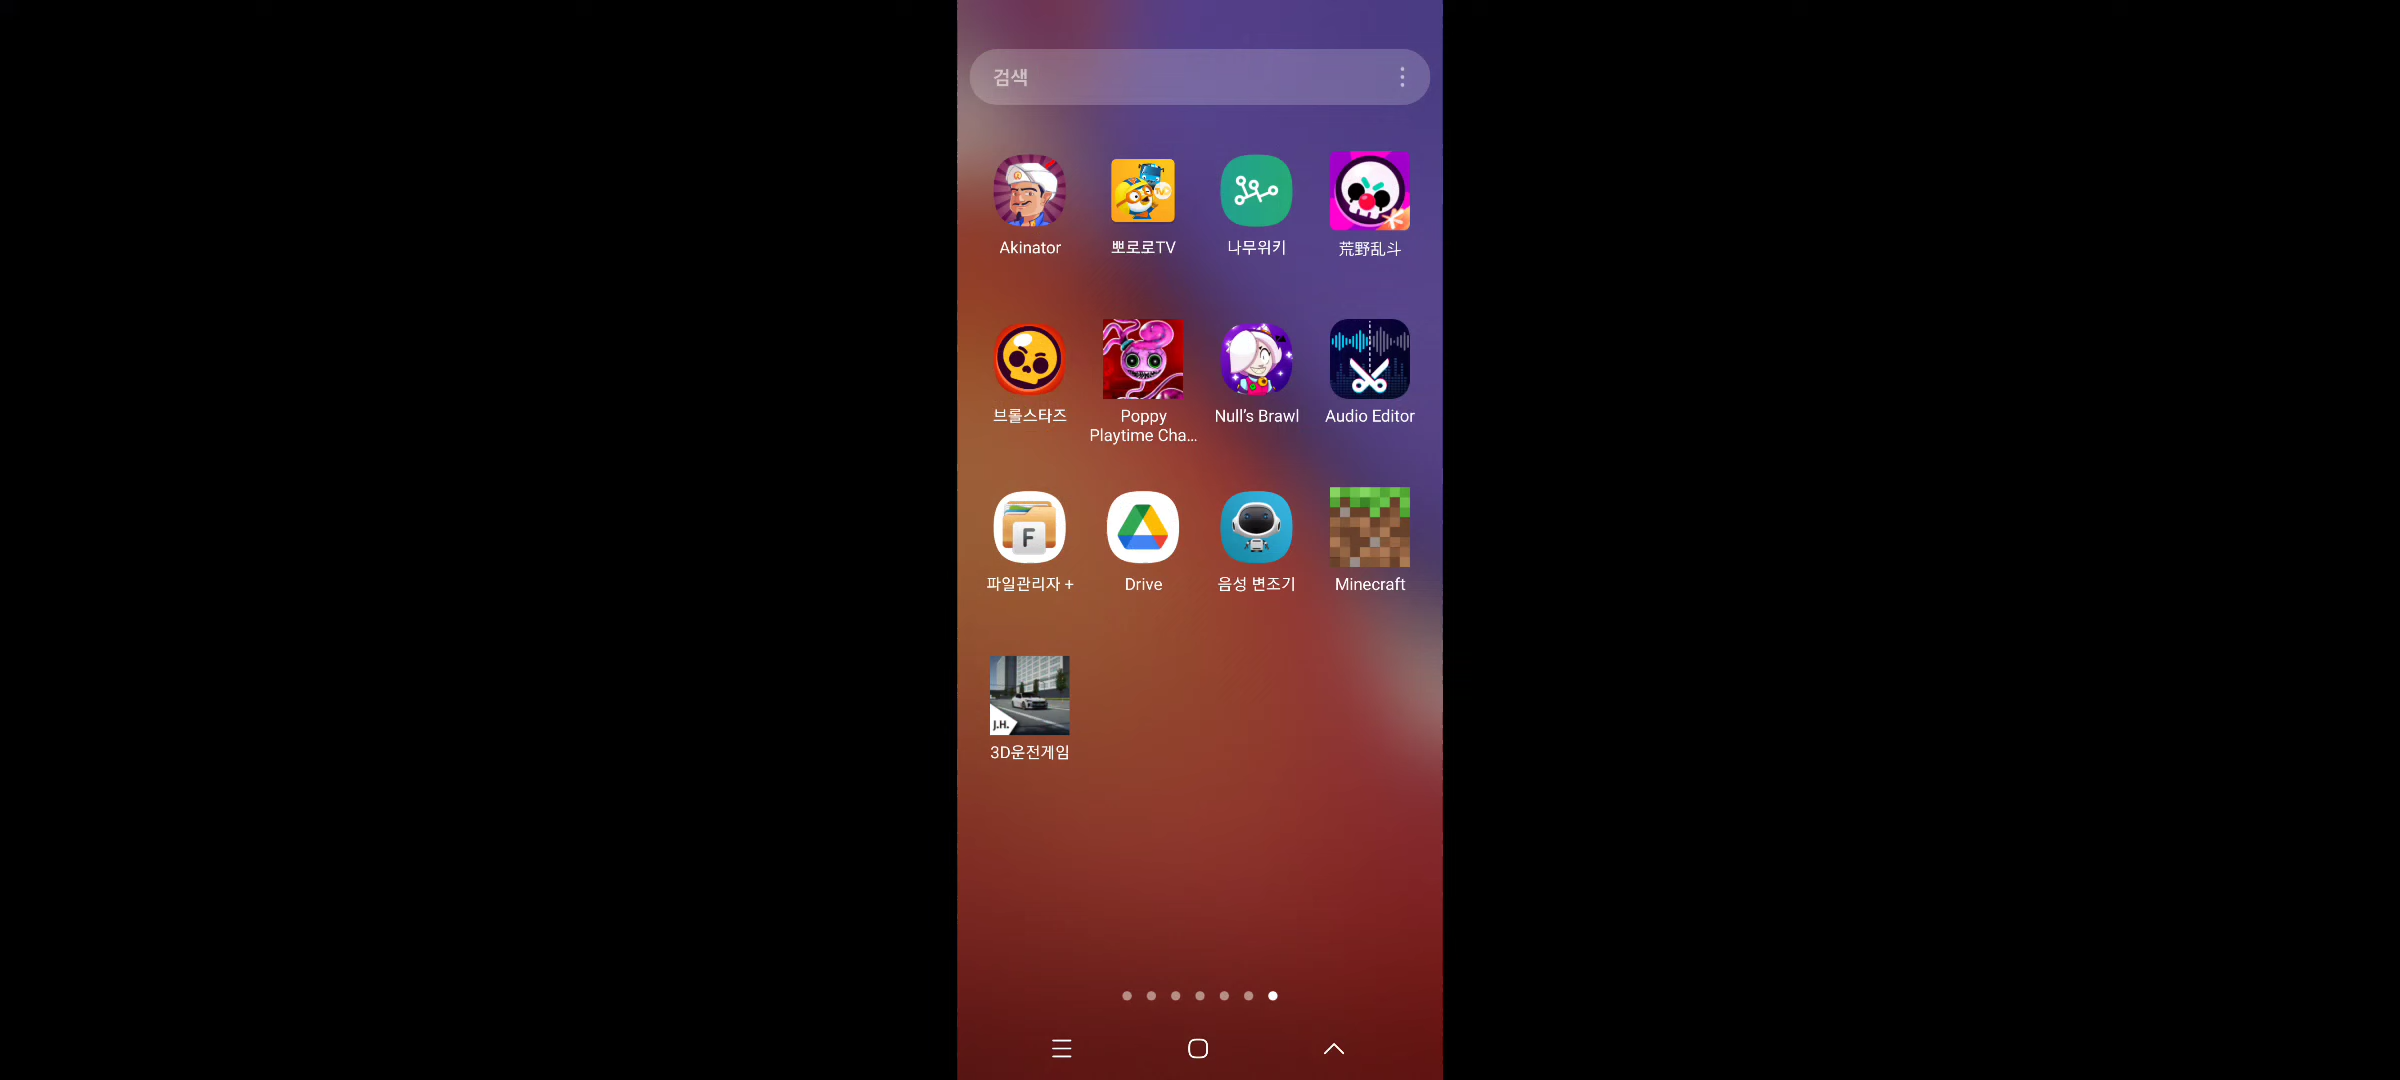 검색
Akinator
뽀로로TV
나무위키
荒野乱斗
브롤스타즈
Poppy
Playtime Cha...
Null's Brawl
Audio Editor
F
파일관리자 +
Drive
음성 변조기
Minecraft
J.H.
3D운전게임